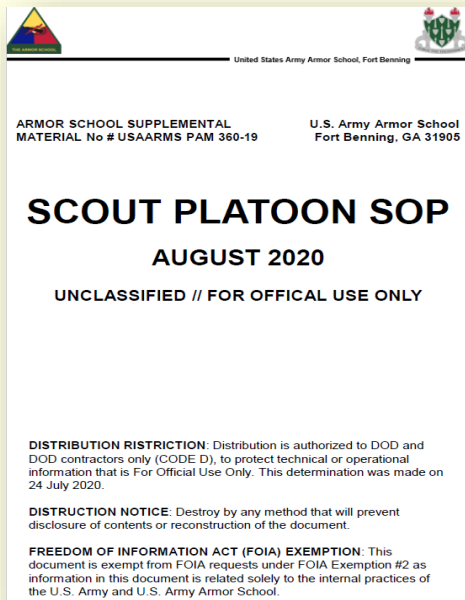 THE ARMOR SCHOOL
United States Army Armor School, Fort Benning
ARMOR SCHOOL SUPPLEMENTAL
MATERIAL No # USAARMS PAM 360-19
U.S. Army Armor School
Fort Benning, GA 31905
SCOUT PLATOON SOP
AUGUST 2020
UNCLASSIFIED // FOR OFFICAL USE ONLY
DISTRIBUTION RISTRICTION: Distribution is authorized to DOD and
DOD contractors only (CODE D), to protect technical or operational
information that is For Official Use Only. This determination was made on
24 July 2020.
DISTRUCTION NOTICE: Destroy by any method that will prevent
disclosure of contents or reconstruction of the document.
FREEDOM OF INFORMATION ACT (FOIA) EXEMPTION: This
document is exempt from FOIA requests under FOIA Exemption #2 as
information in this document is related solely to the internal practices of
the U.S. Army and U.S. Army Armor School.